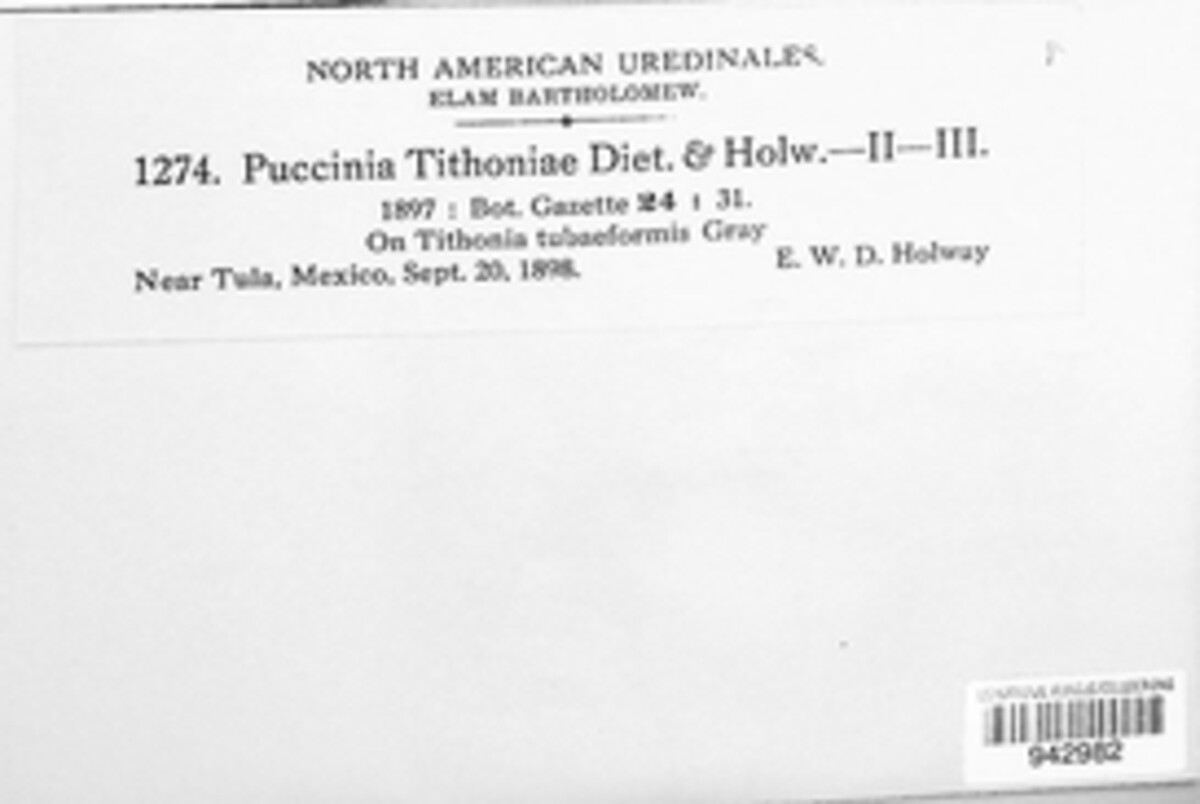 NORTH AMERICAN UREDINALES.
ELAM BARTHOLOMEW.
1274. Puccinia Tithoniae Diet. & Holw.—II—III.
1897 : Bot. Gazette 24 : 31.
On Tithonia tubaeformis Gray
Near Tula, Mexico, Sept. 20, 1898.
E. W. D. Holway
942982